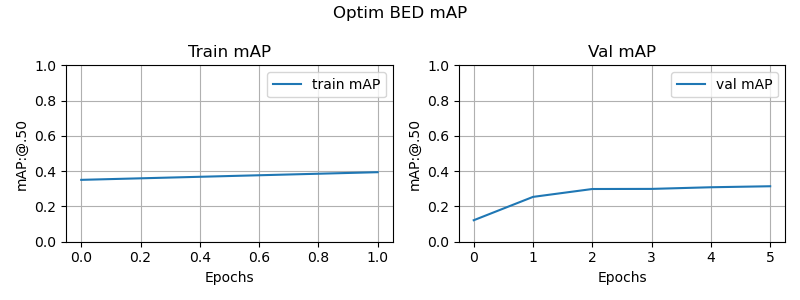 Optim BED mAP
Train mAP
train mAP
mAP:@.50
1.0
0.8
0.6
0.4
0.2
0.0
0.0 0.2 0.4 0.6 0.8 1.0
Epochs
Val mAP
val mAP
mAP:@.50
1.0
0.8
0.6
0.4
0.2
0.0
0 1 2 3 4 5
Epochs